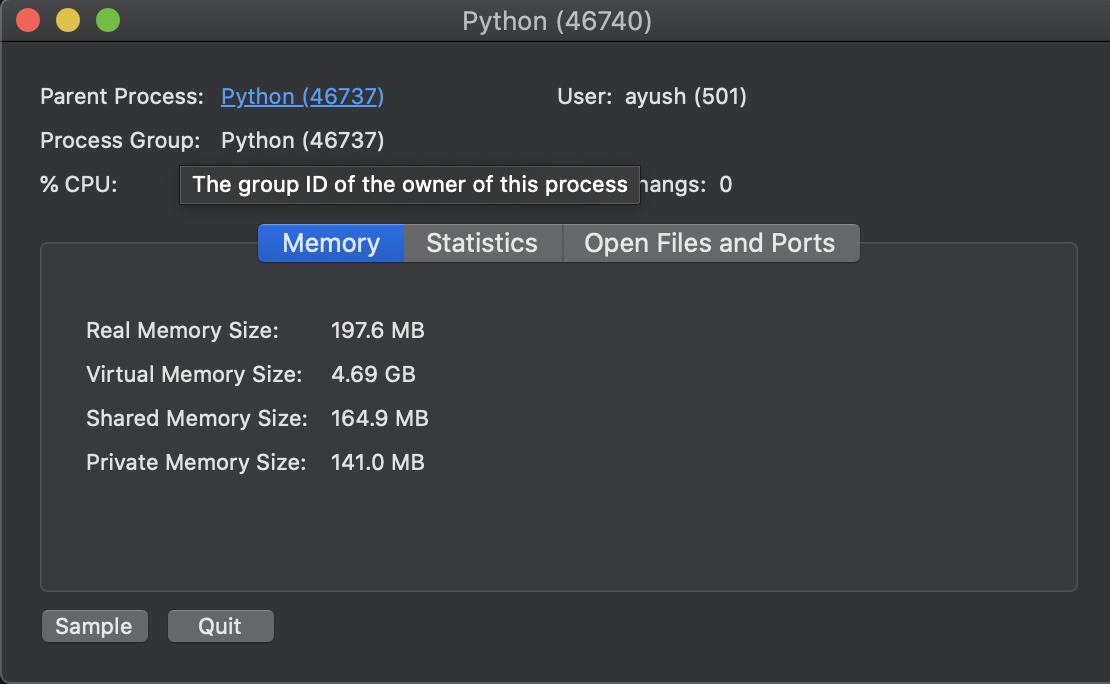 Python (46740)
Parent Process: Python (46737) User: ayush (501)
Process Group: Python (46737)
% CPU: The group ID of the owner of this process hangs: 0
Memory Statistics Open Files and Ports
Real Memory Size: 197.6 MB
Virtual Memory Size: 4.69 GB
Shared Memory Size: 164.9 MB
Private Memory Size: 141.0 MB
Sample Quit